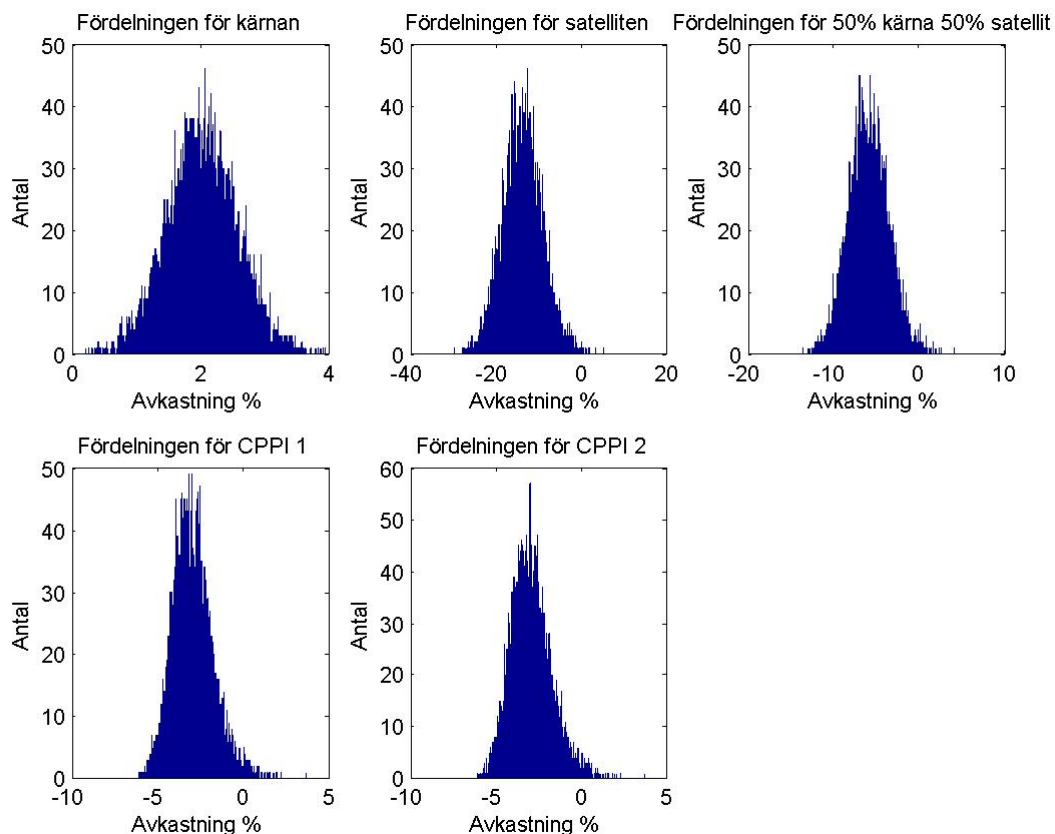 Fördelningen för kärnan
50
40
30
20
10
0
Antal
0 2 4
Avkastning %
Fördelningen för satelliten
50
40
30
20
10
0
Antal
-40 -20 0 20
Avkastning %
Fördelningen för 50% kärna 50% satellit
50
40
30
20
10
0
Antal
-20 -10 0 10
Avkastning %
Fördelningen för CPPI 1
50
40
30
20
10
0
Antal
-10 -5 0 5
Avkastning %
Fördelningen för CPPI 2
60
50
40
30
20
10
0
Antal
-10 -5 0 5
Avkastning %